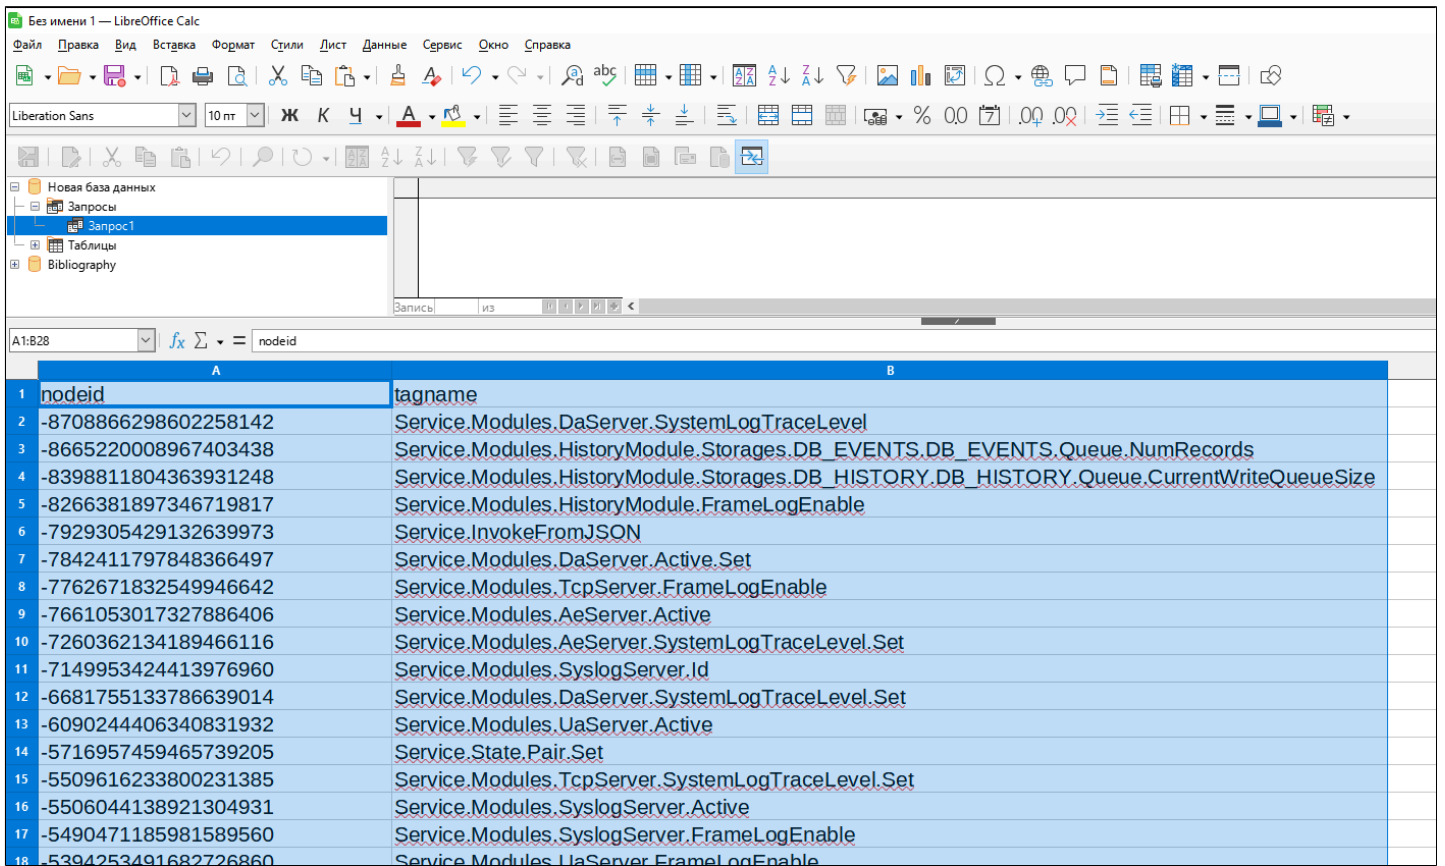 Без имени 1 — LibreOffice Calc
Файл Правка Вид Вставка Формат Стили Лист Данные Сервис Окно Справка
Liberation Sans 10 пт Ж К Ч А % 0.0 7 .00 .00
Новая база данных
Запросы
Запрос1
Таблицы
Bibliography
Запись из
A1:B28 fx Σ = nodeid
A B
1 nodeid tagname
2 -8708866298602258142 Service.Modules.DaServer.SystemLogTraceLevel
3 -8665220008967403438 Service.Modules.HistoryModule.Storages.DB_EVENTS.DB_EVENTS.Queue.NumRecords
4 -8398811804363931248 Service.Modules.HistoryModule.Storages.DB_HISTORY.DB_HISTORY.Queue.CurrentWriteQueueSize
5 -8266381897346719817 Service.Modules.HistoryModule.FrameLogEnable
6 -7929305429132639973 Service.InvokeFromJSON
7 -7842411797848366497 Service.Modules.DaServer.Active.Set
8 -7762671832549946642 Service.Modules.TcpServer.FrameLogEnable
9 -7661053017327886406 Service.Modules.AeServer.Active
10 -7260362134189466116 Service.Modules.AeServer.SystemLogTraceLevel.Set
11 -7149953424413976960 Service.Modules.SyslogServer.Id
12 -6681755133786639014 Service.Modules.DaServer.SystemLogTraceLevel.Set
13 -6090244406340831932 Service.Modules.UaServer.Active
14 -5716957459465739205 Service.State.Pair.Set
15 -5509616233800231385 Service.Modules.TcpServer.SystemLogTraceLevel.Set
16 -5506044138921304931 Service.Modules.SyslogServer.Active
17 -5490471185981589560 Service.Modules.SyslogServer.FrameLogEnable
18 -5394253491682726860 Service.Modules.UaServer.FrameLogEnable